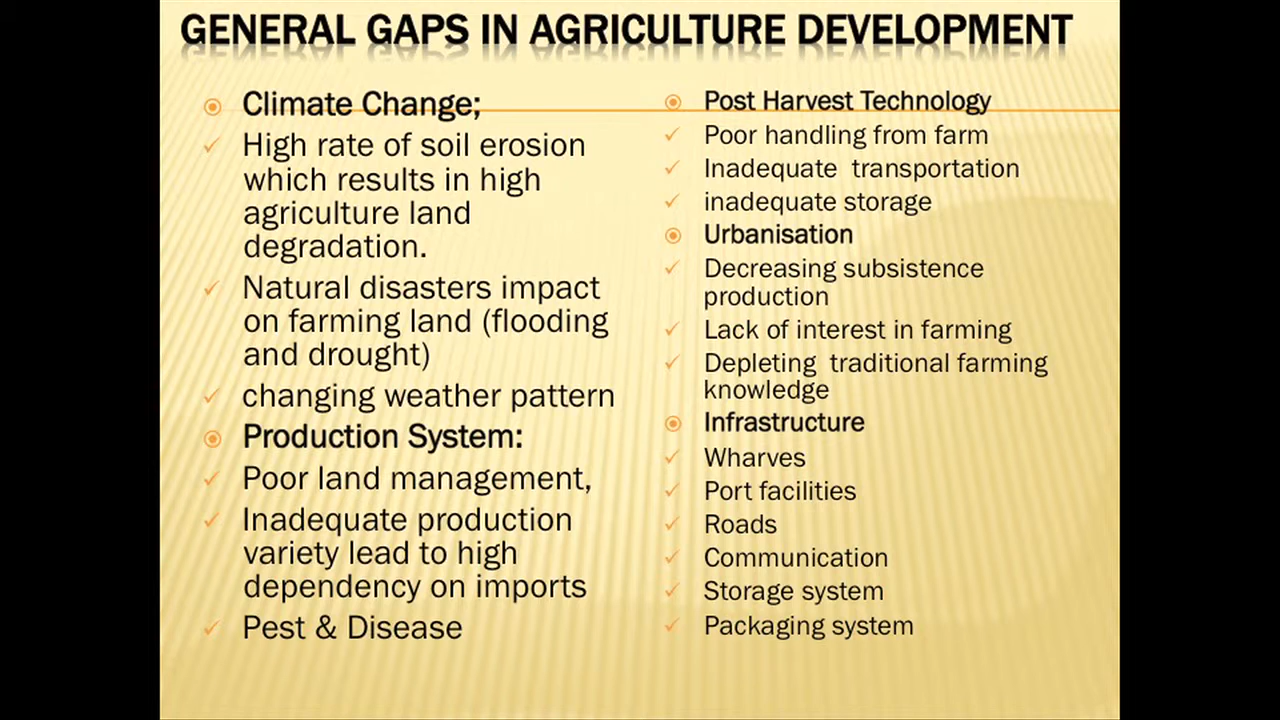 GENERAL GAPS IN AGRICULTURE DEVELOPMENT
Climate Change;
High rate of soil erosion
which results in high
agriculture land
degradation.
Natural disasters impact
on farming land (flooding
and drought)
changing weather pattern
Production System:
Poor land management,
Inadequate production
variety lead to high
dependency on imports
Pest & Disease
Post Harvest Technology
Poor handling from farm
Inadequate  transportation
inadequate storage
Urbanisation
Decreasing subsistence
production
Lack of interest in farming
Depleting  traditional farming
knowledge
Infrastructure
Wharves
Port facilities
Roads
Communication
Storage system
Packaging system